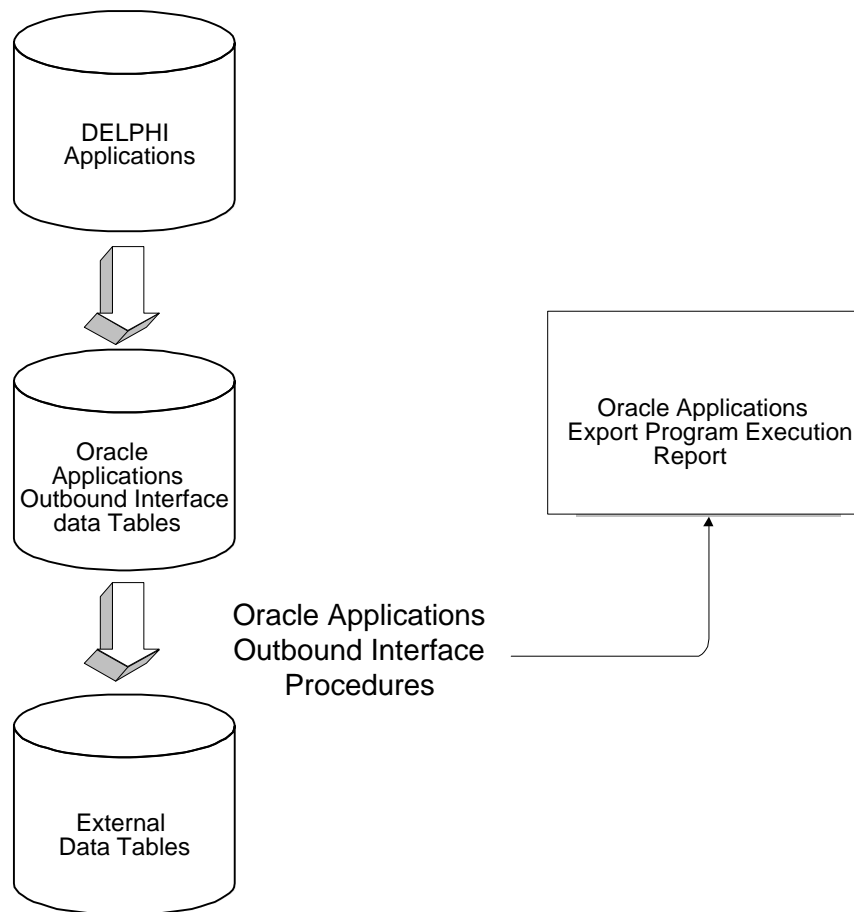 DELPHI
Applications
Oracle
Applications
Outbound Interface
data Tables
Oracle Applications
Export Program Execution
Report
Oracle Applications
Outbound Interface
Procedures
External
Data Tables